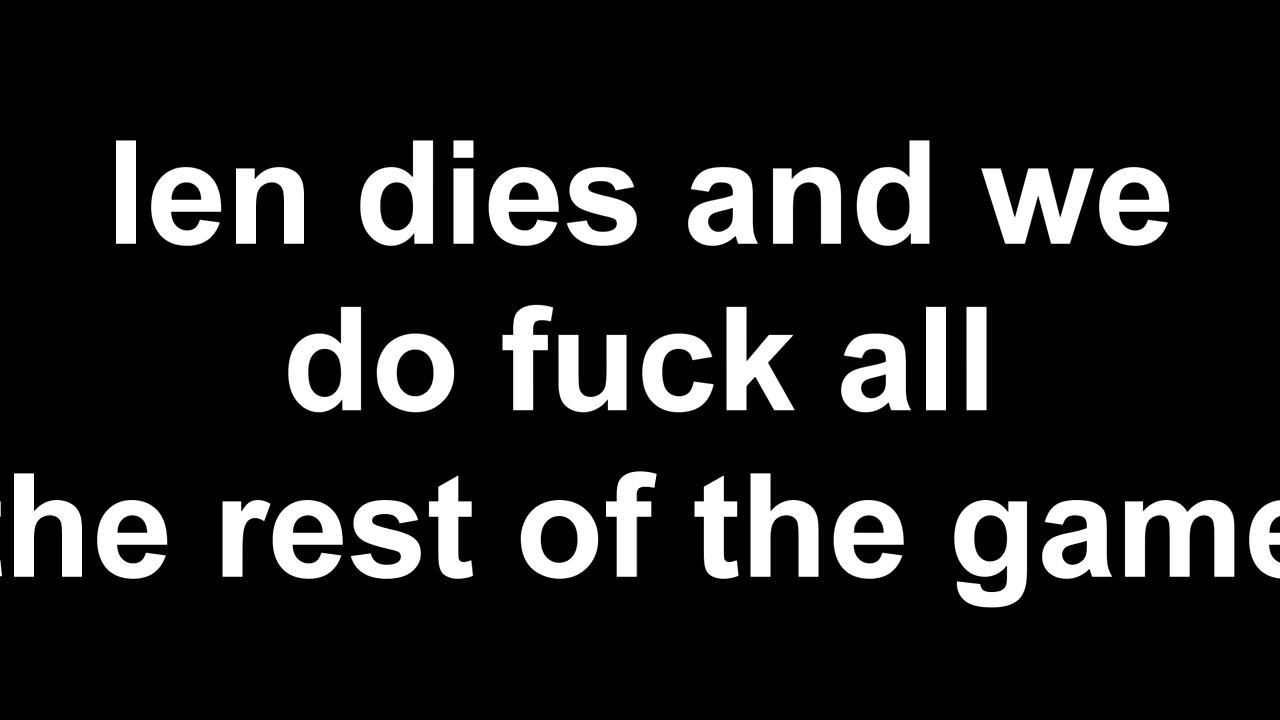 len dies and we
do fuck all
the rest of the game